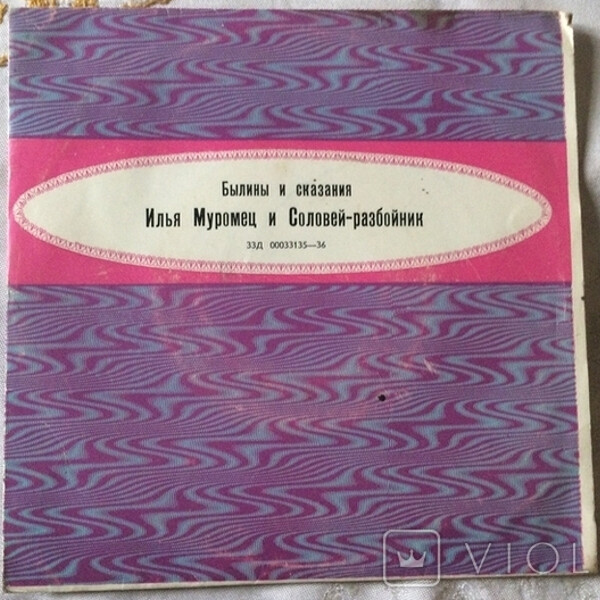 Былины и сказания
Илья Муромец и Соловей-разбойник
33Д 00033135—36
VIOL